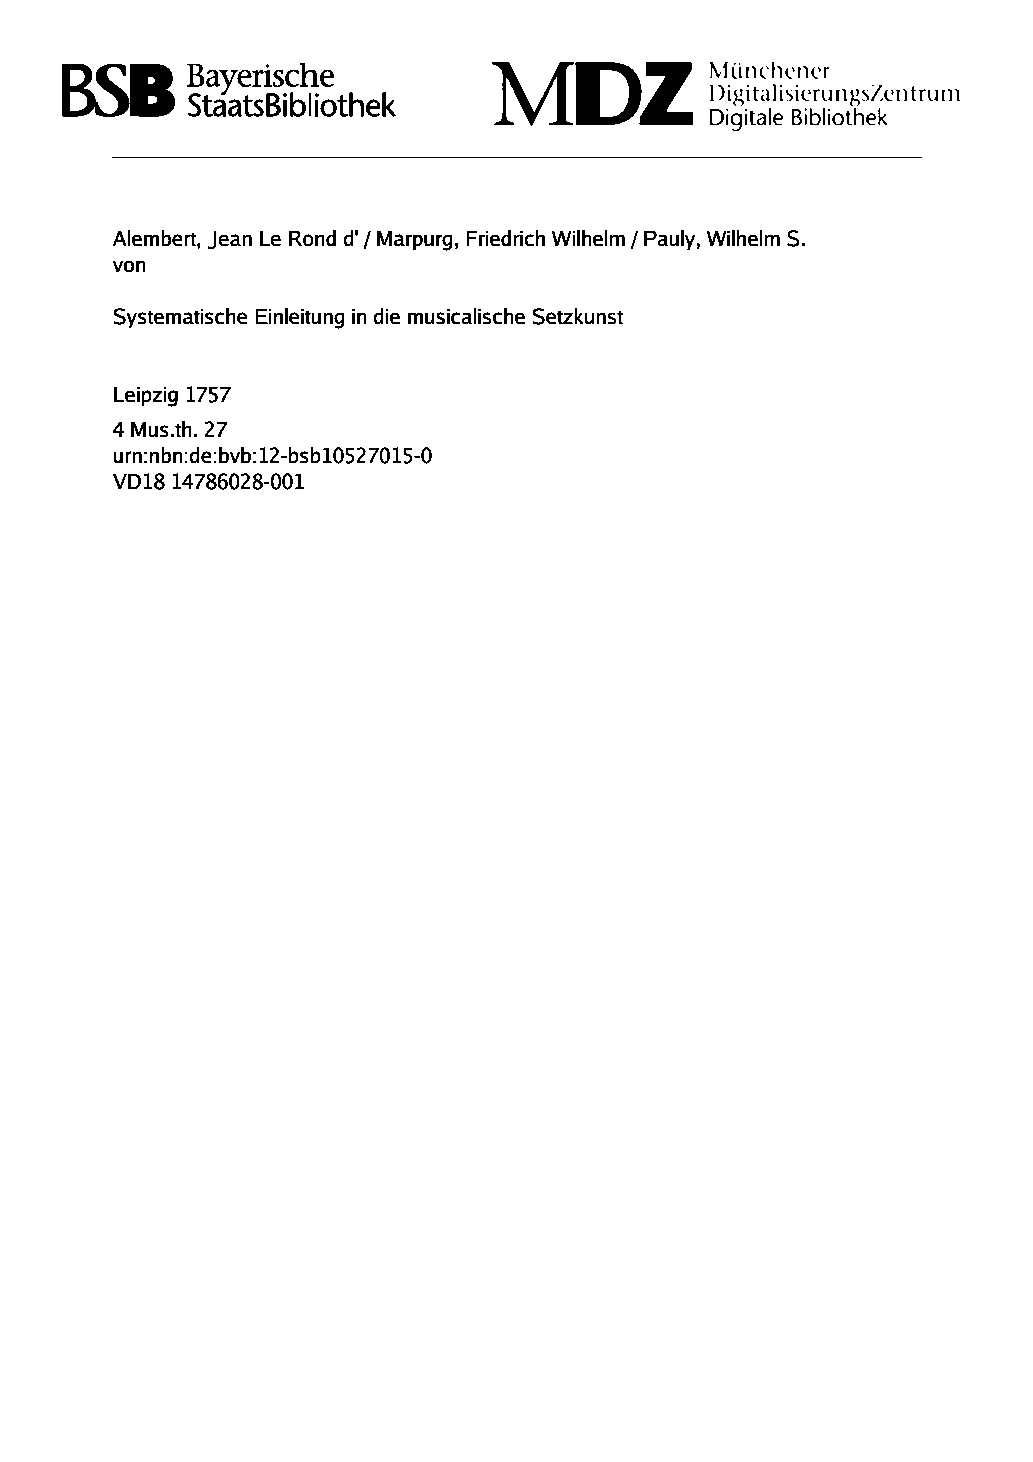 BSB Bayerische
StaatsBibliothek
MDZ Münchener
DigitalisierungsZentrum
Digitale Bibliothek
Alembert, Jean Le Rond d' / Marpurg, Friedrich Wilhelm / Pauly, Wilhelm S.
von
Systematische Einleitung in die musicalische Setzkunst
Leipzig 1757
4 Mus.th. 27
urn:nbn:de:bvb:12-bsb10527015-0
VD18 14786028-001